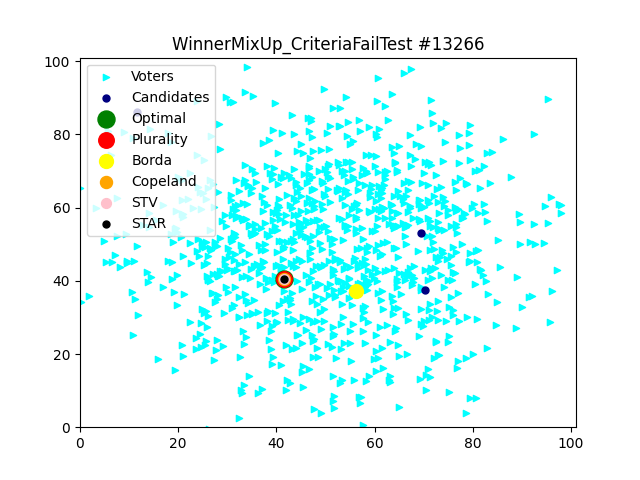 WinnerMixUp_CriteriaFailTest #13266
100
80
60
40
20
0
0
20
40
60
80
100
Voters
Candidates
Optimal
Plurality
Borda
Copeland
STV
STAR